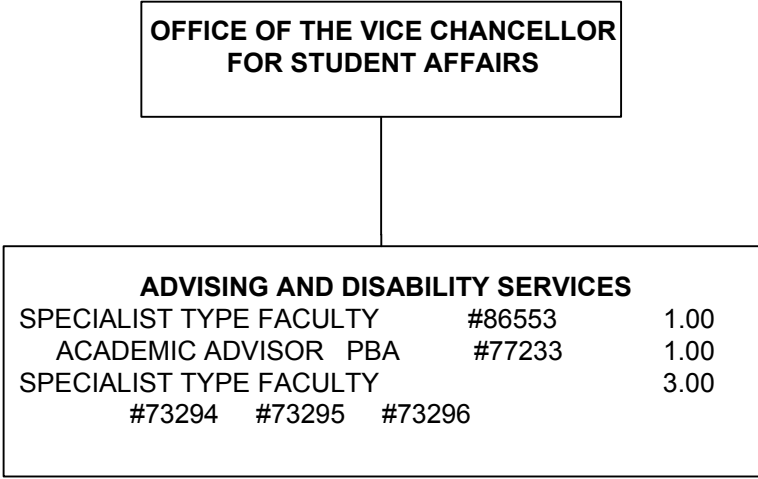 OFFICE OF THE VICE CHANCELLOR
FOR STUDENT AFFAIRS
ADVISING AND DISABILITY SERVICES
SPECIALIST TYPE FACULTY #86553 1.00
ACADEMIC ADVISOR PBA #77233 1.00
SPECIALIST TYPE FACULTY 3.00
#73294 #73295 #73296